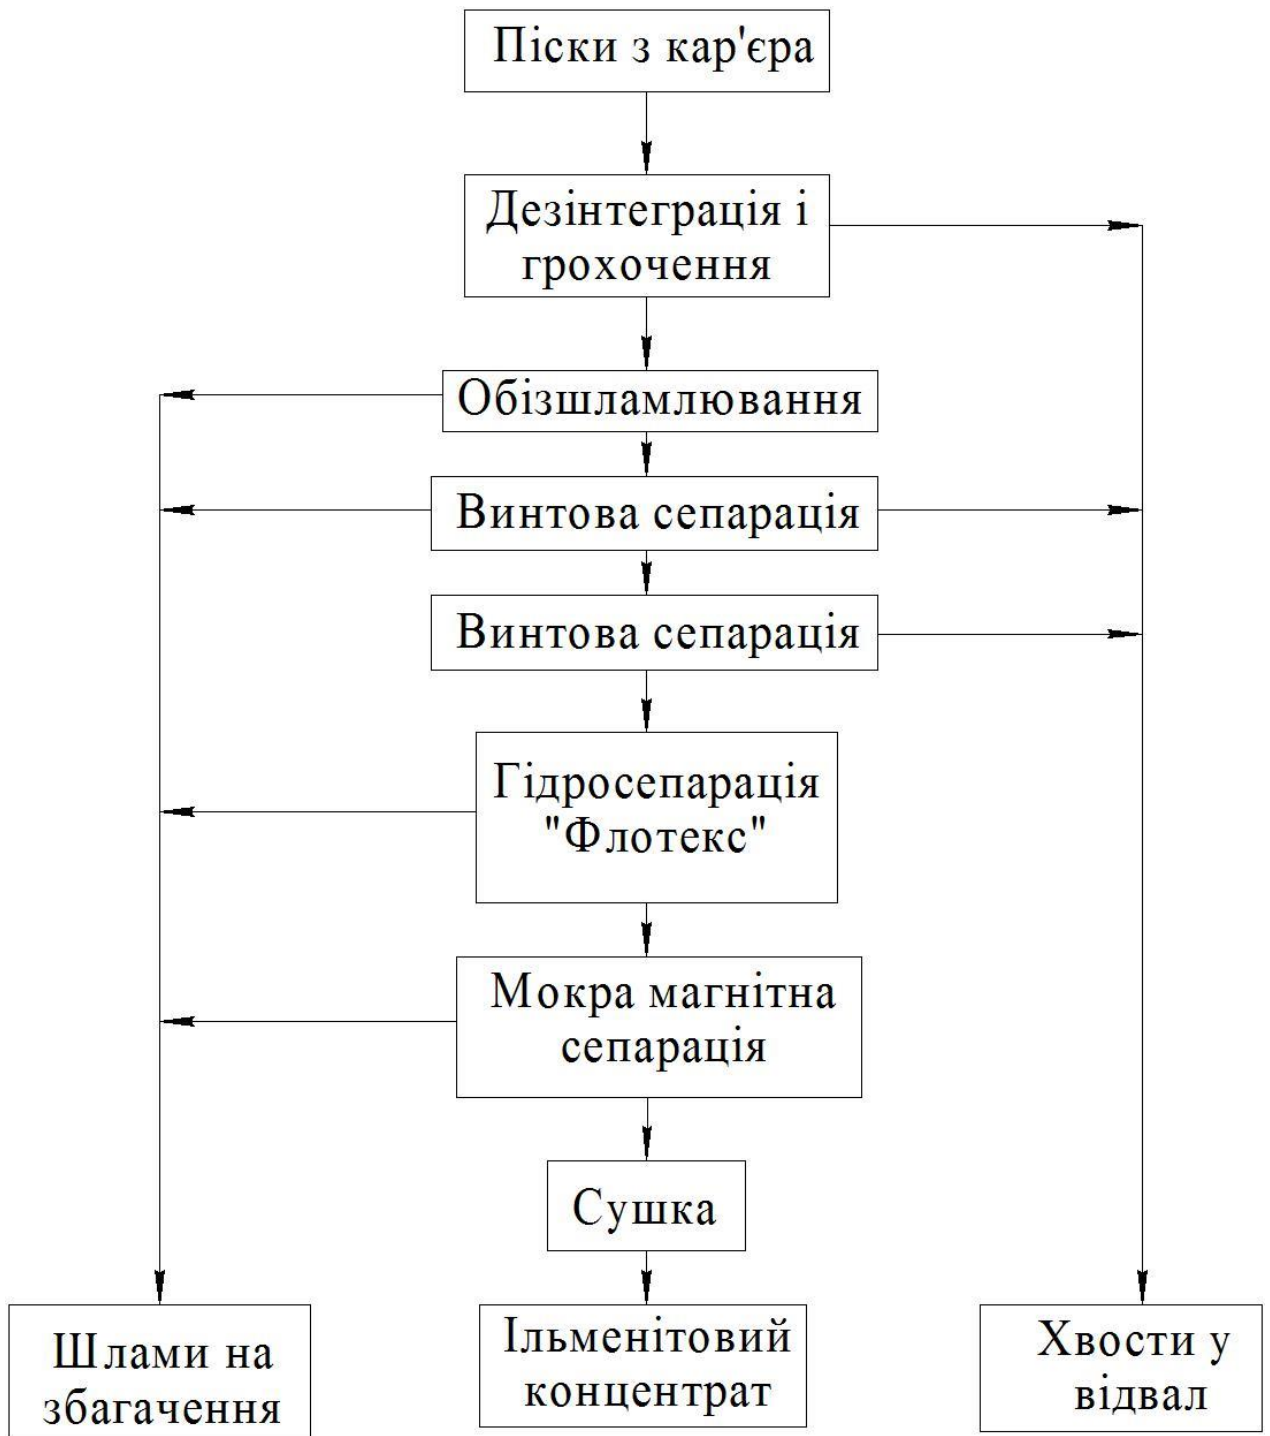 Піски з кар'єра
Дезінтеграція і
грохочення
Обізшламлювання
Винтова сепарація
Винтова сепарація
Гідросепарація
"Флотекс"
Мокра магнітна
сепарація
Сушка
Шлами на
збагачення
Ільменітовий
концентрат
Хвости у
відвал